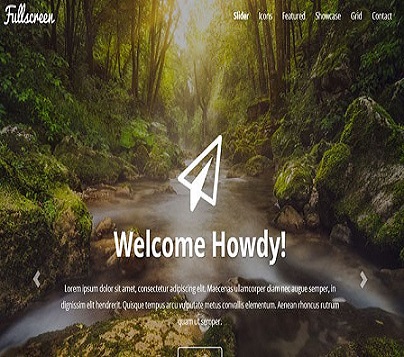 Fullscreen
Slider Icons Featured Showcase Grid Contact
Welcome Howdy!
Lorem ipsum dolor sit amet, consectetur adipiscing elit. Maecenas ullamcorper diam nec augue semper, in
dignissim elit hendrerit. Quisque tempus arcu vulputate metus convallis elementum. Aenean rhoncus
quam ut semper.